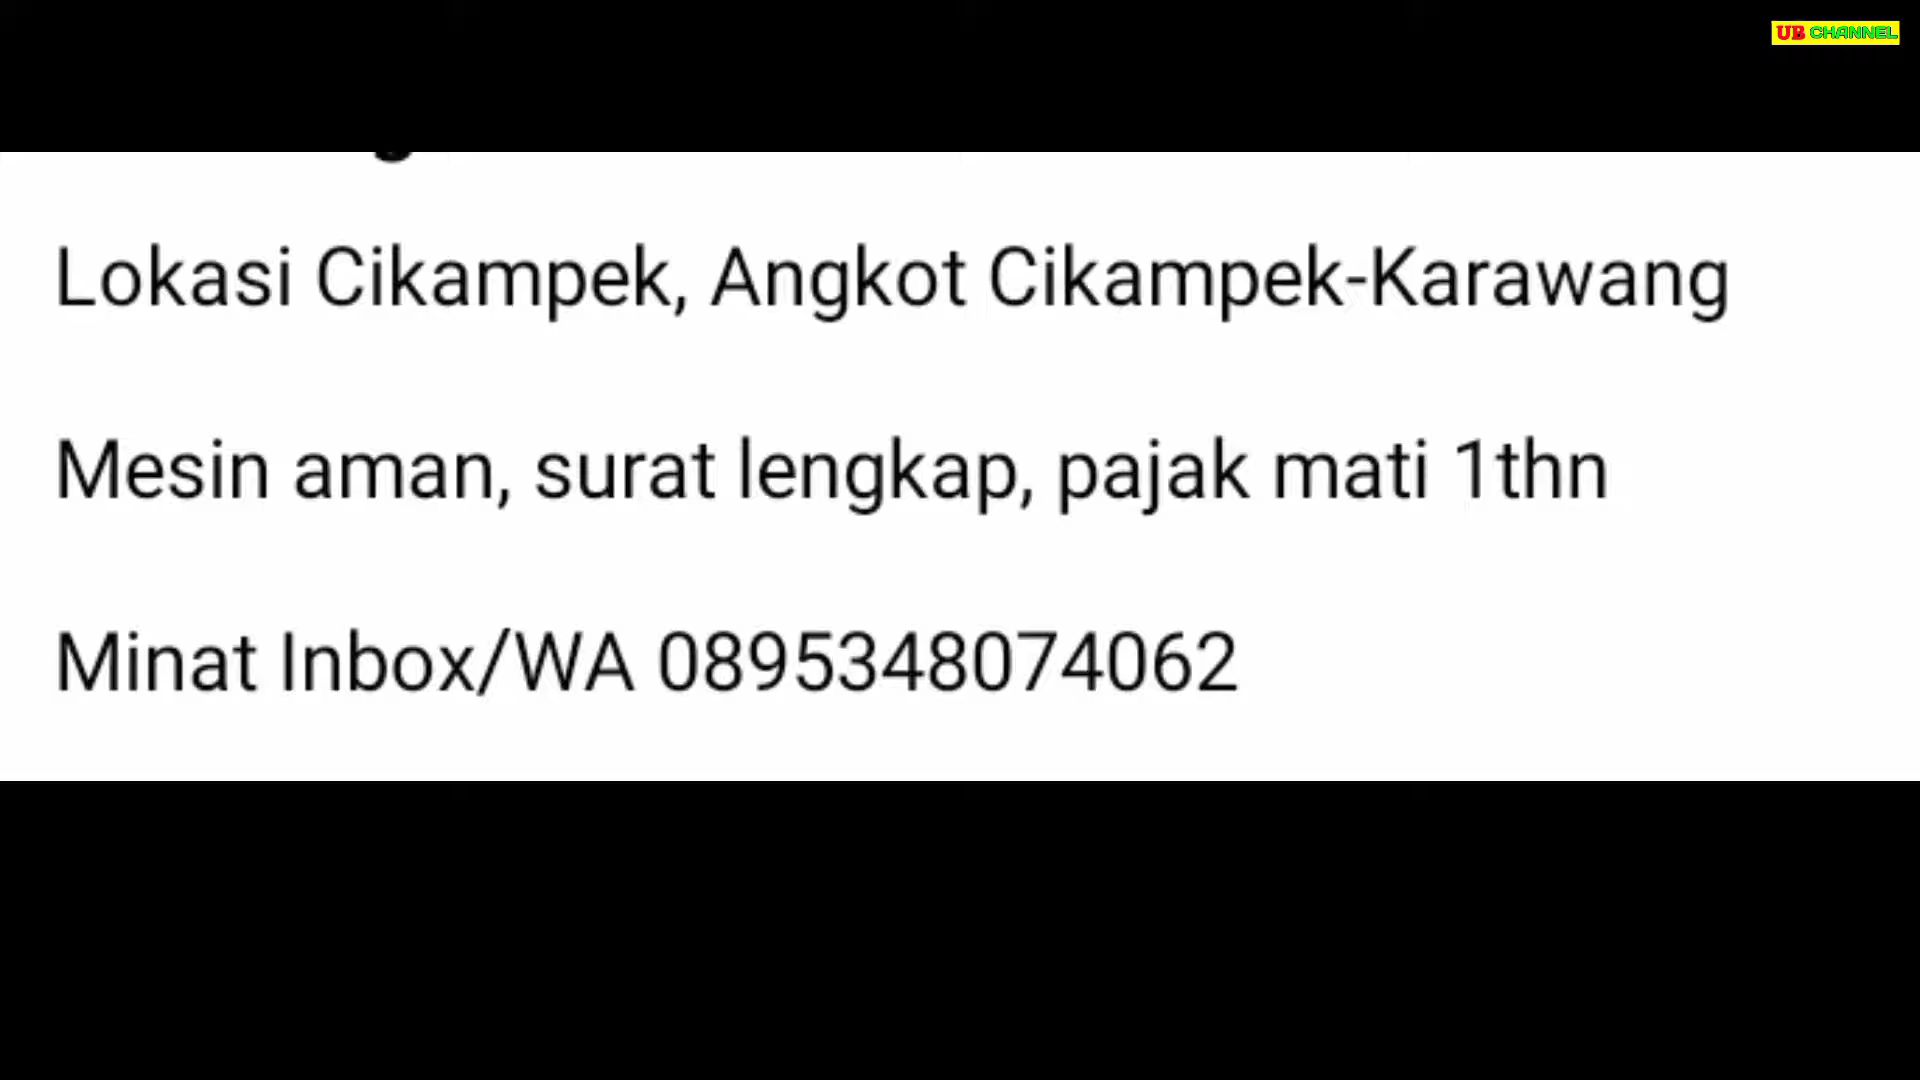 UB CHANNEL
Lokasi Cikampek, Angkot Cikampek-Karawang
Mesin aman, surat lengkap, pajak mati 1thn
Minat Inbox/WA 0895348074062